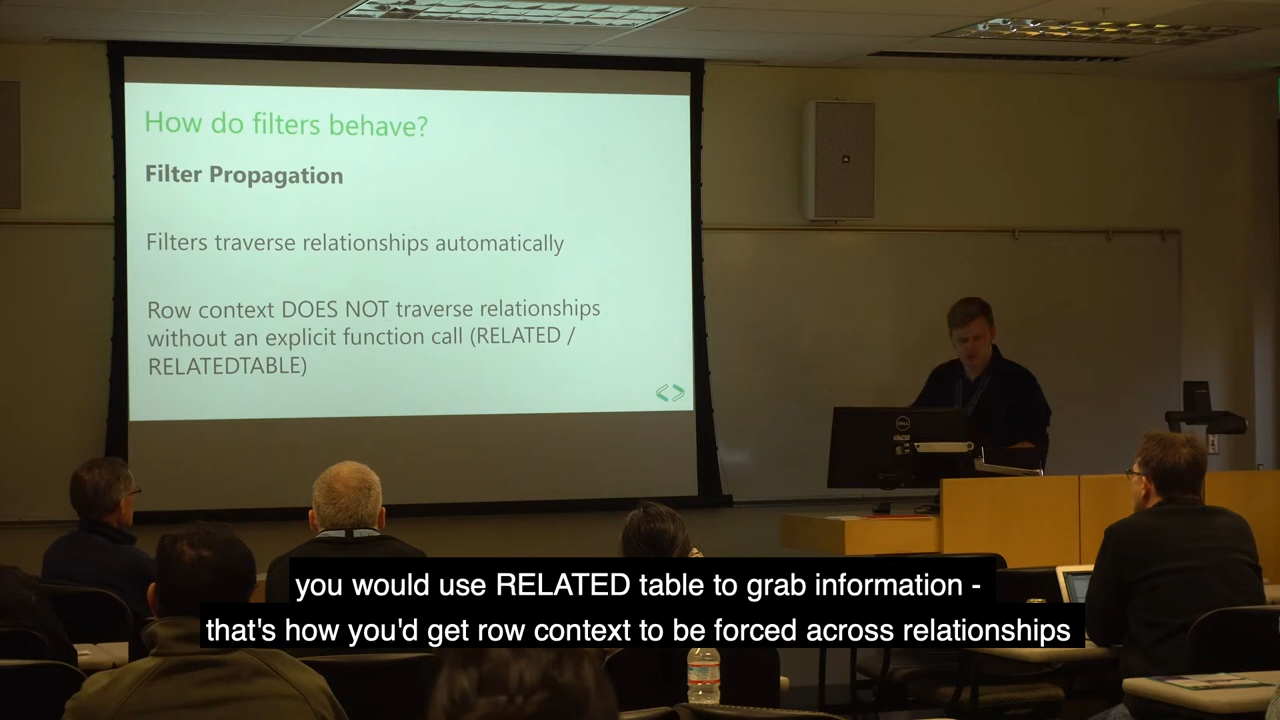 How do filters behave?
Filter Propagation
Filters traverse relationships automatically
Row context DOES NOT traverse relationships
without an explicit function call (RELATED /
RELATEDTABLE)
DELL
you would use RELATED table to grab information -
that's how you'd get row context to be forced across relationships